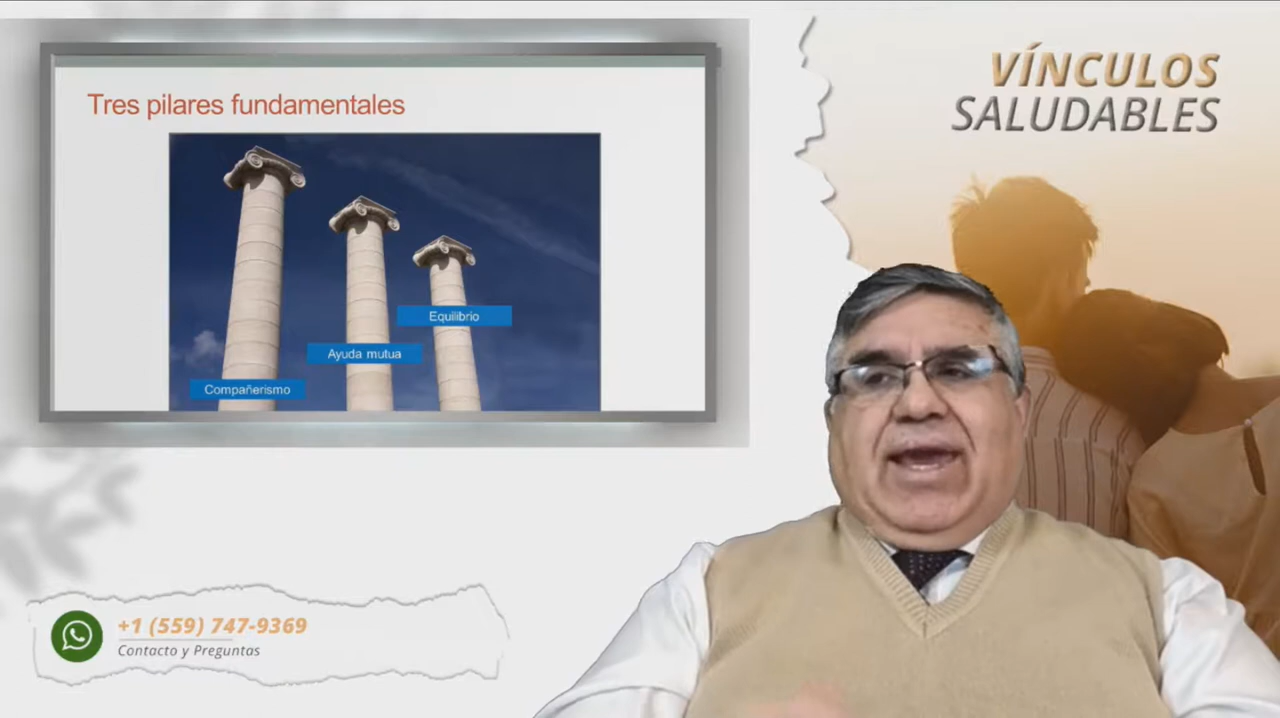 Tres pilares fundamentales
Equilibrio
Ayuda mutua
Compañerismo
VÍNCULOS
SALUDABLES
+1 (559) 747-9369
Contacto y Preguntas